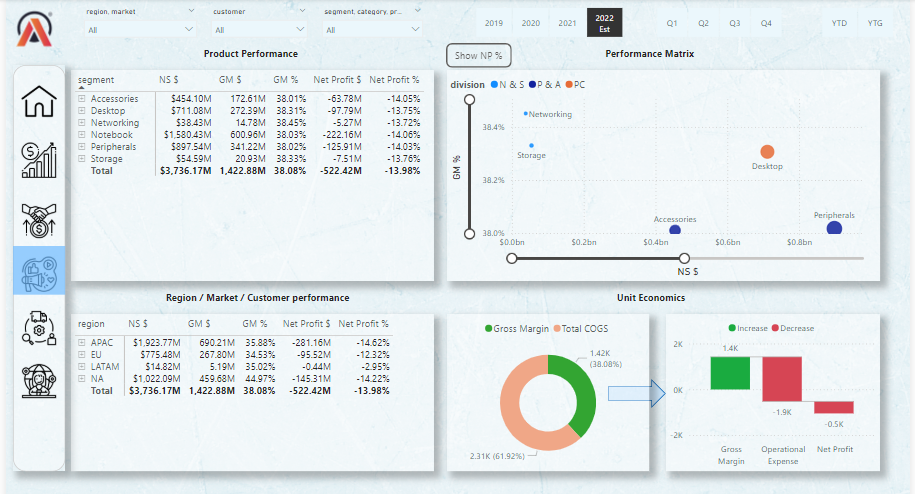 region, market
customer
segment, category, pr...
All
All
All
2019 2020 2021 2022 Est
Q1 Q2 Q3 Q4
YTD YTG
Product Performance
segment NS $ GM $ GM % Net Profit $ Net Profit %
Accessories $454.10M 172.61M 38.01% -63.78M -14.05%
Desktop $711.08M 272.39M 38.31% -97.79M -13.75%
Networking $38.43M 14.78M 38.45% -5.27M -13.72%
Notebook $1,580.43M 600.96M 38.03% -222.16M -14.06%
Peripherals $897.54M 341.22M 38.02% -125.91M -14.03%
Storage $54.59M 20.93M 38.33% -7.51M -13.76%
Total $3,736.17M 1,422.88M 38.08% -522.42M -13.98%
Show NP %
Performance Matrix
division N & S P & A PC
GM %
38.4%
38.2%
38.0%
Networking
Storage
Desktop
Accessories
Peripherals
$0.0bn $0.2bn $0.4bn $0.6bn $0.8bn
NS $
Region / Market / Customer performance
region NS $ GM $ GM % Net Profit $ Net Profit %
APAC $1,923.77M 690.21M 35.88% -281.16M -14.62%
EU $775.48M 267.80M 34.53% -95.52M -12.32%
LATAM $14.82M 5.19M 35.02% -0.44M -2.95%
NA $1,022.09M 459.68M 44.97% -145.31M -14.22%
Total $3,736.17M 1,422.88M 38.08% -522.42M -13.98%
Unit Economics
Gross Margin Total COGS
1.42K
(38.08%)
2.31K (61.92%)
Increase Decrease
2K
0K
-2K
1.4K
-1.9K
-0.5K
Gross Margin
Operational Expense
Net Profit